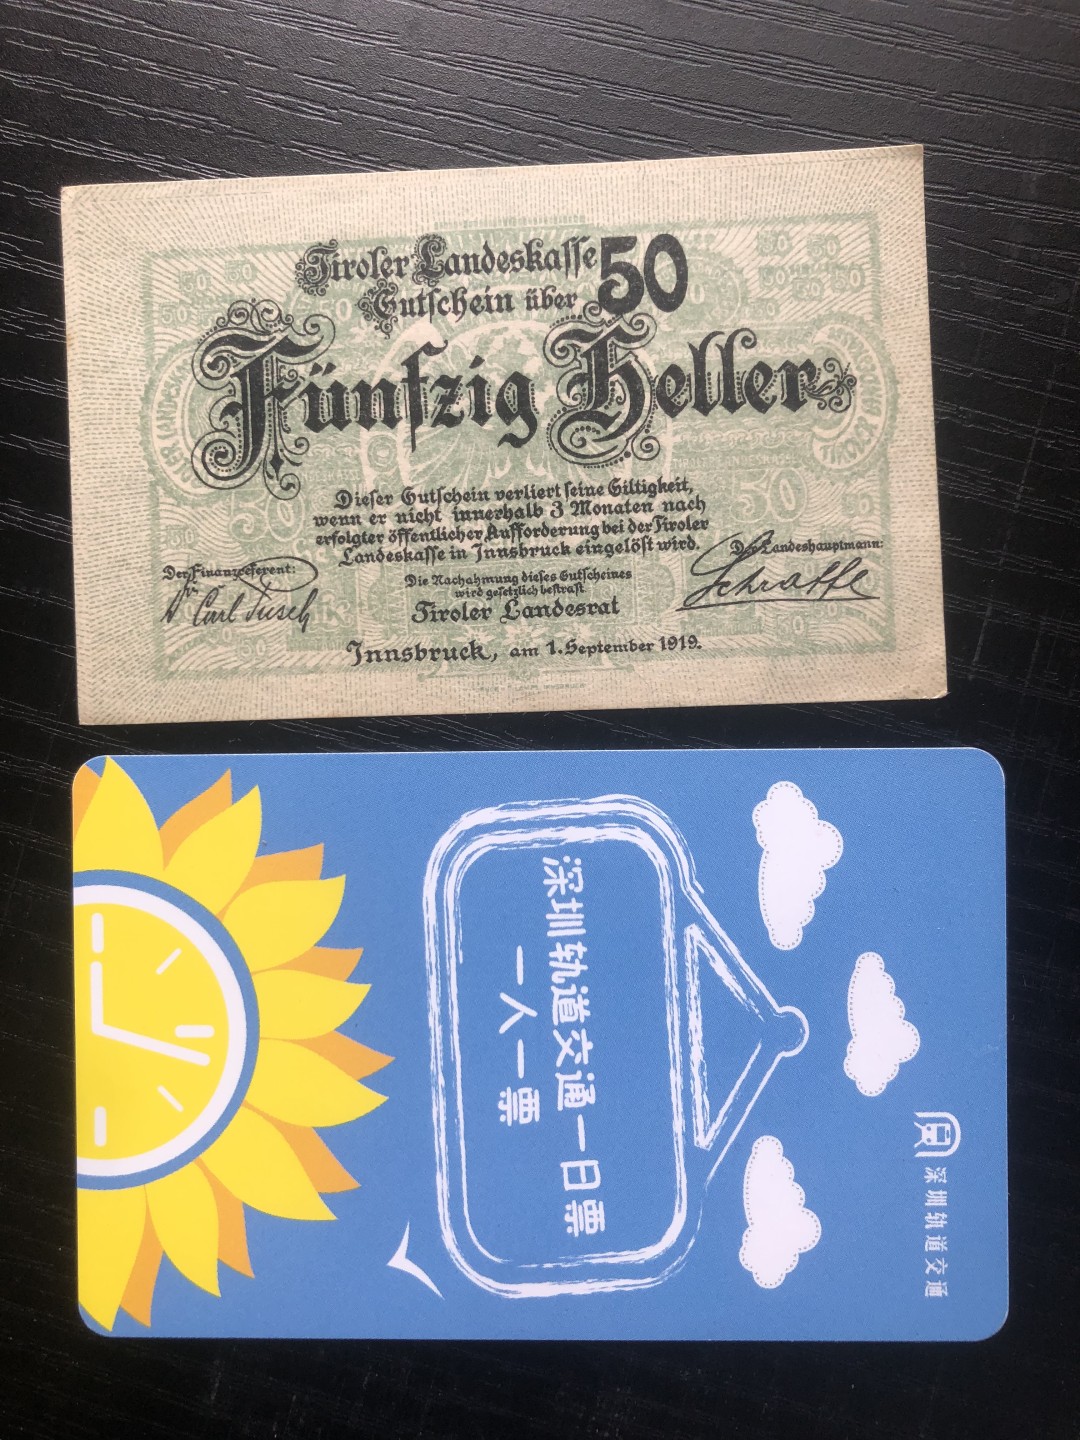 Tiroler Landeskasse
Gutschein über 50
Fünfzig Heller
Dieser Gutschein verliert seine Giltigkeit,
wenn er nicht innerhalb 3 Monaten nach
erfolgter öffentlicher Aufforderung bei der Tiroler
Landeskasse in Innsbruck eingelöst wird.
Der Finanzreferent:
Der Landeshauptmann:
Die Nachahmung dieses Gutscheines
wird gesetzlich bestraft
Schraffl
Tiroler Landesrat
Innsbruck, am 1. September 1919.
深圳轨道交通一日票
一人一票
深圳轨道交通